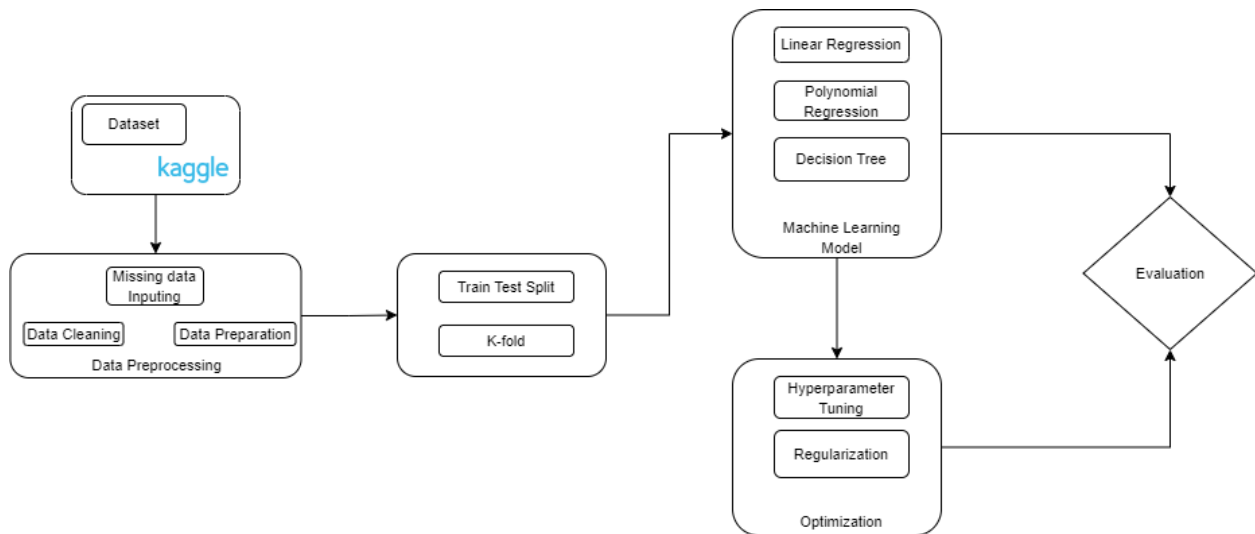 Dataset
kaggle
Missing data
Inputing
Data Cleaning
Data Preparation
Data Preprocessing
Train Test Split
K-fold
Linear Regression
Polynomial
Regression
Decision Tree
Machine Learning
Model
Hyperparameter
Tuning
Regularization
Optimization
Evaluation